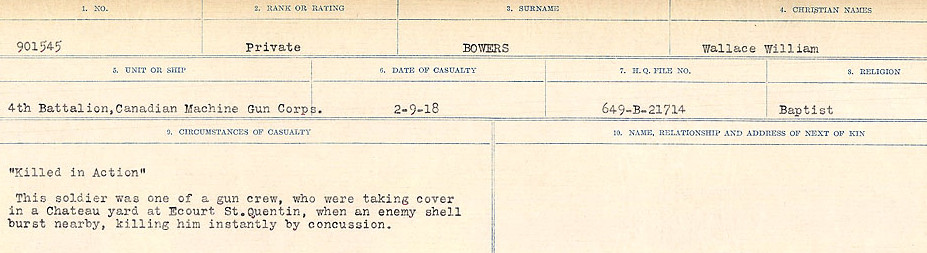 1. NO. 2. RANK OR RATING 3. SURNAME 4. CHRISTIAN NAMES
901545 Private BOWERS Wallace William
5. UNIT OR SHIP 6. DATE OF CASUALTY 7. H.Q. FILE NO. 8. RELIGION
4th Battalion,Canadian Machine Gun Corps. 2-9-18 649-B-21714 Baptist
9. CIRCUMSTANCES OF CASUALTY 10. NAME, RELATIONSHIP AND ADDRESS OF NEXT OF KIN
"Killed in Action"
This soldier was one of a gun crew, who were taking cover
in a Chateau yard at Ecourt St.Quentin, when an enemy shell
burst nearby, killing him instantly by concussion.